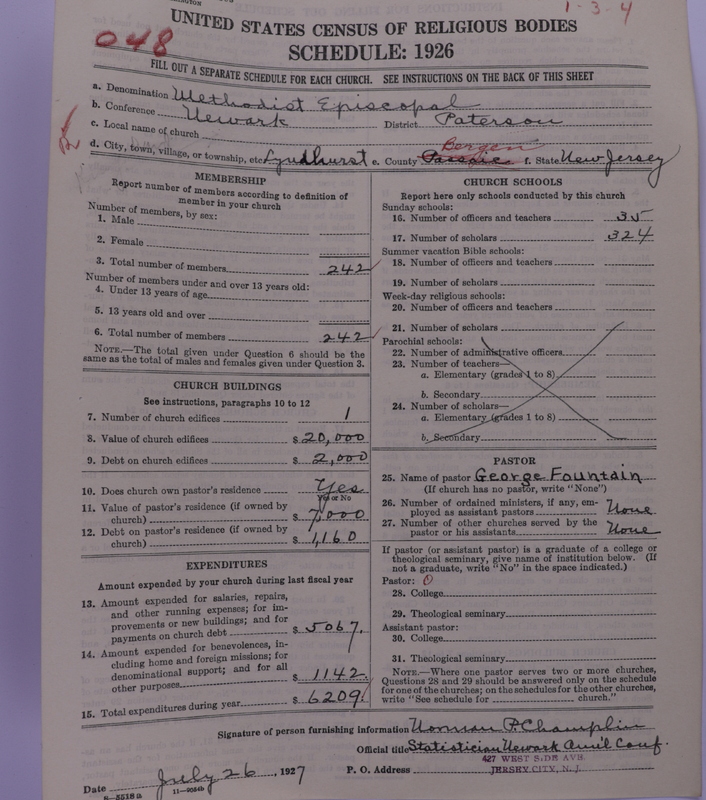 1-3-4
UNITED STATES CENSUS OF RELIGIOUS BODIES
048
SCHEDULE: 1926
FILL OUT A SEPARATE SCHEDULE FOR EACH CHURCH. SEE INSTRUCTIONS ON THE BACK OF THIS SHEET
a. Denomination Methodist Episcopal
b. Conference Newark District Paterson
c. Local name of church
Bergen
d. City, town, village, or township, etc. Lyndhurst e. County Passaic f. State New Jersey
MEMBERSHIP
Report number of members according to definition of
member in your church
Number of members, by sex:
1. Male
2. Female
3. Total number of members 242
Number of members under and over 13 years old:
4. Under 13 years of age
5. 13 years old and over
6. Total number of members 242
NOTE.—The total given under Question 6 should be the
same as the total of males and females given under Question 3.
CHURCH BUILDINGS
See instructions, paragraphs 10 to 12
7. Number of church edifices 1
8. Value of church edifices $ 20,000
9. Debt on church edifices $ 2,000
10. Does church own pastor's residence Yes
Yes or No
11. Value of pastor's residence (if owned by
church) $ 7,000
12. Debt on pastor's residence (if owned by
church) $ 1,160
EXPENDITURES
Amount expended by your church during last fiscal year
13. Amount expended for salaries, repairs,
and other running expenses; for im-
provements or new buildings; and for
payments on church debt $ 5067.
14. Amount expended for benevolences, in-
cluding home and foreign missions; for
denominational support; and for all
other purposes $ 1142
15. Total expenditures during year $ 6209.
CHURCH SCHOOLS
Report here only schools conducted by this church
Sunday schools:
16. Number of officers and teachers 35
17. Number of scholars 324
Summer vacation Bible schools:
18. Number of officers and teachers
19. Number of scholars
Week-day religious schools:
20. Number of officers and teachers
21. Number of scholars
Parochial schools:
22. Number of administrative officers
23. Number of teachers—
a. Elementary (grades 1 to 8)
b. Secondary
24. Number of scholars—
a. Elementary (grades 1 to 8)
b. Secondary
PASTOR
25. Name of pastor George Fountain
(If church has no pastor, write "None")
26. Number of ordained ministers, if any, em-
ployed as assistant pastors None
27. Number of other churches served by the
pastor or his assistants None
If pastor (or assistant pastor) is a graduate of a college or
theological seminary, give name of institution below. (If
not a graduate, write "No" in the space indicated.)
Pastor: 0
28. College
29. Theological seminary
Assistant pastor:
30. College
31. Theological seminary
NOTE.—Where one pastor serves two or more churches,
Questions 28 and 29 should be answered only on the schedule
for one of the churches; on the schedules for the other churches,
write "See schedule for church."
Signature of person furnishing information Norman P. Champlin
Official title Statistician Newark Annl Conf.
Date July 26, 1927 P. O. Address 427 WEST SIDE AVE.
JERSEY CITY, N. J.
8-5518a